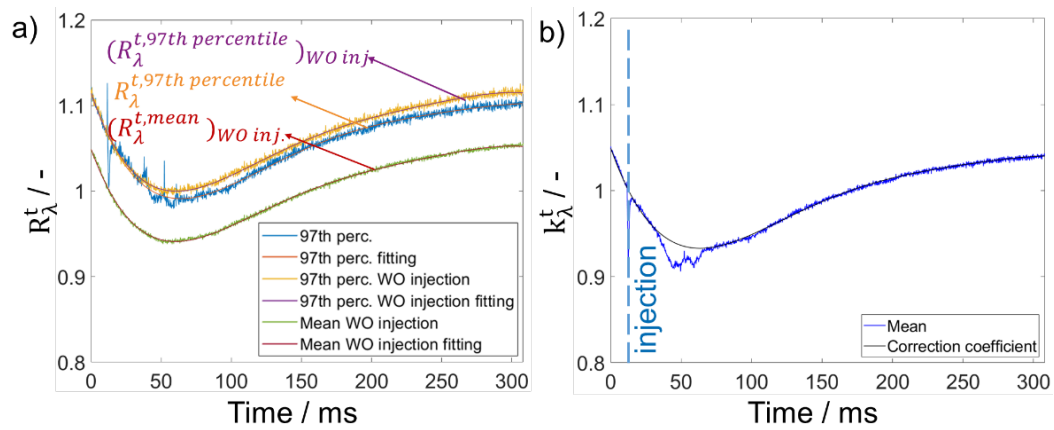 a)
1.2
1.1
1
0.9
0.8
R_λ^t / -
(R_λ^{t,97th percentile})_{WO inj.}
R_λ^{t,97th percentile}
(R_λ^{t,mean})_{WO inj.}
97th perc.
97th perc. fitting
97th perc. WO injection
97th perc. WO injection fitting
Mean WO injection
Mean WO injection fitting
0 50 100 150 200 250 300
Time / ms
b)
1.2
1.1
1
0.9
0.8
k_λ^t / -
injection
Mean
Correction coefficient
0 50 100 150 200 250 300
Time / ms